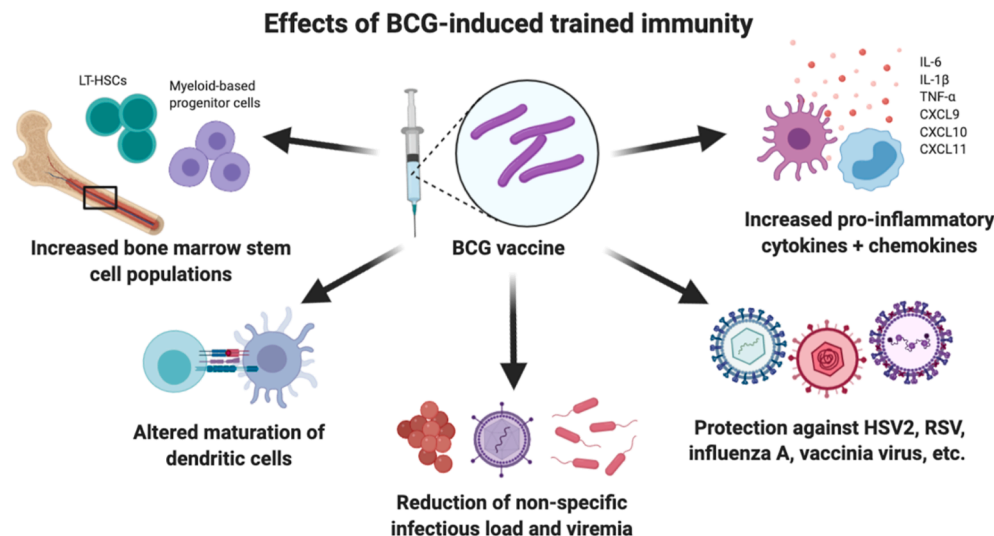 Effects of BCG-induced trained immunity
LT-HSCs
Myeloid-based
progenitor cells
Increased bone marrow stem
cell populations
BCG vaccine
IL-6
IL-1β
TNF-α
CXCL9
CXCL10
CXCL11
Increased pro-inflammatory
cytokines + chemokines
Altered maturation of
dendritic cells
Reduction of non-specific
infectious load and viremia
Protection against HSV2, RSV,
influenza A, vaccinia virus, etc.